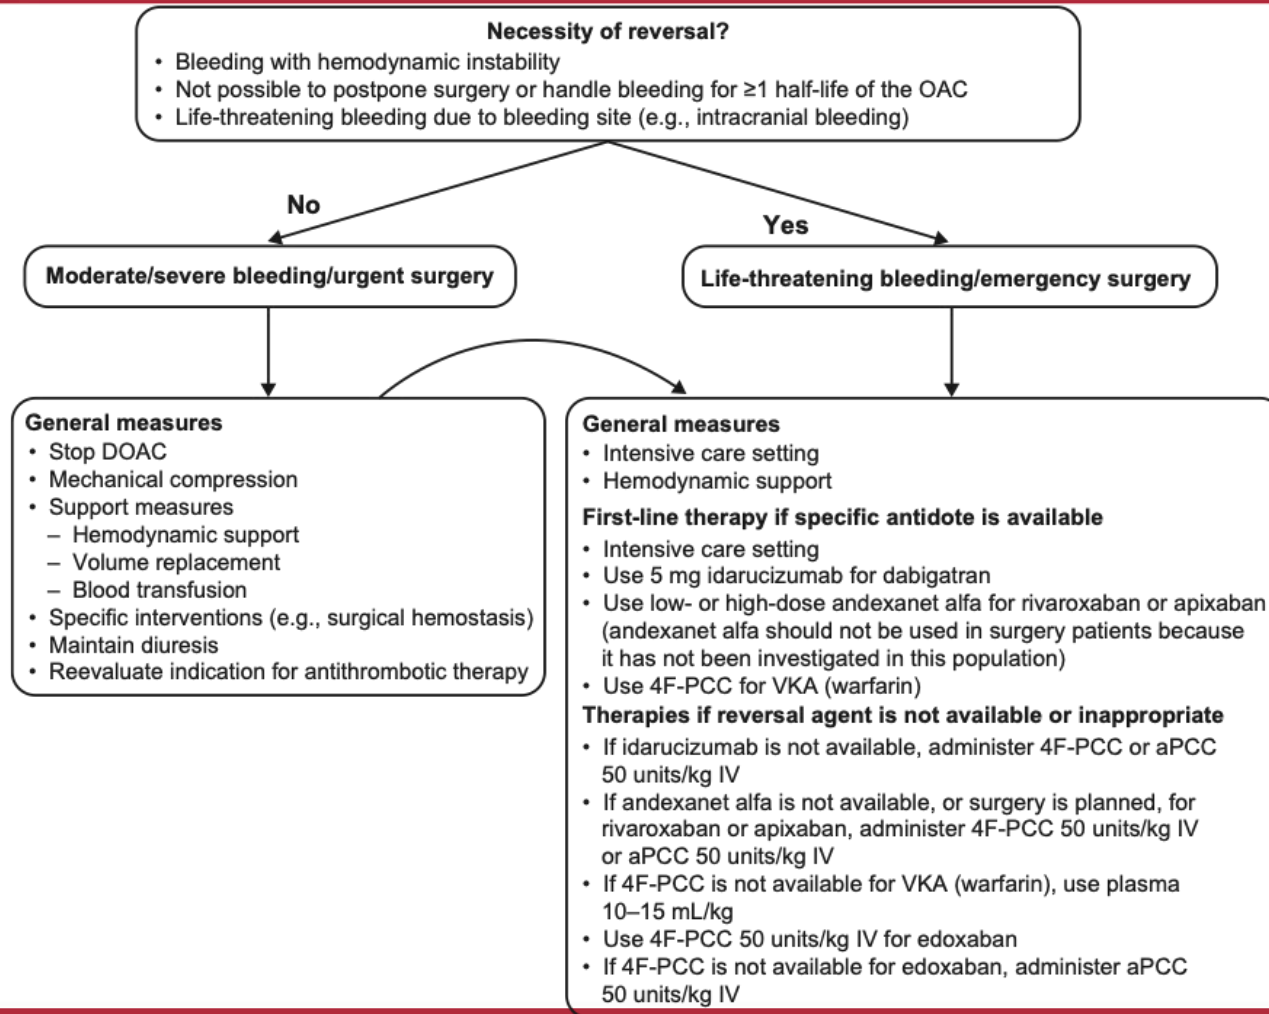 Necessity of reversal?
• Bleeding with hemodynamic instability
• Not possible to postpone surgery or handle bleeding for ≥1 half-life of the OAC
• Life-threatening bleeding due to bleeding site (e.g., intracranial bleeding)
No
Yes
Moderate/severe bleeding/urgent surgery
Life-threatening bleeding/emergency surgery
General measures
• Stop DOAC
• Mechanical compression
• Support measures
– Hemodynamic support
– Volume replacement
– Blood transfusion
• Specific interventions (e.g., surgical hemostasis)
• Maintain diuresis
• Reevaluate indication for antithrombotic therapy
General measures
• Intensive care setting
• Hemodynamic support
First-line therapy if specific antidote is available
• Intensive care setting
• Use 5 mg idarucizumab for dabigatran
• Use low- or high-dose andexanet alfa for rivaroxaban or apixaban
(andexanet alfa should not be used in surgery patients because
it has not been investigated in this population)
• Use 4F-PCC for VKA (warfarin)
Therapies if reversal agent is not available or inappropriate
• If idarucizumab is not available, administer 4F-PCC or aPCC
50 units/kg IV
• If andexanet alfa is not available, or surgery is planned, for
rivaroxaban or apixaban, administer 4F-PCC 50 units/kg IV
or aPCC 50 units/kg IV
• If 4F-PCC is not available for VKA (warfarin), use plasma
10–15 mL/kg
• Use 4F-PCC 50 units/kg IV for edoxaban
• If 4F-PCC is not available for edoxaban, administer aPCC
50 units/kg IV